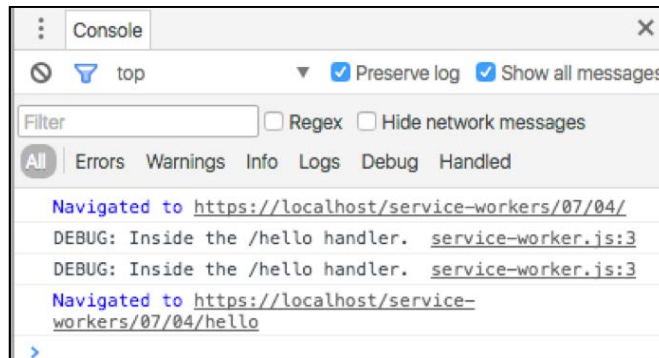 Console
top Preserve log Show all messages
Filter Regex Hide network messages
All Errors Warnings Info Logs Debug Handled
Navigated to https://localhost/service-workers/07/04/
DEBUG: Inside the /hello handler. service-worker.js:3
DEBUG: Inside the /hello handler. service-worker.js:3
Navigated to https://localhost/service-
workers/07/04/hello
>